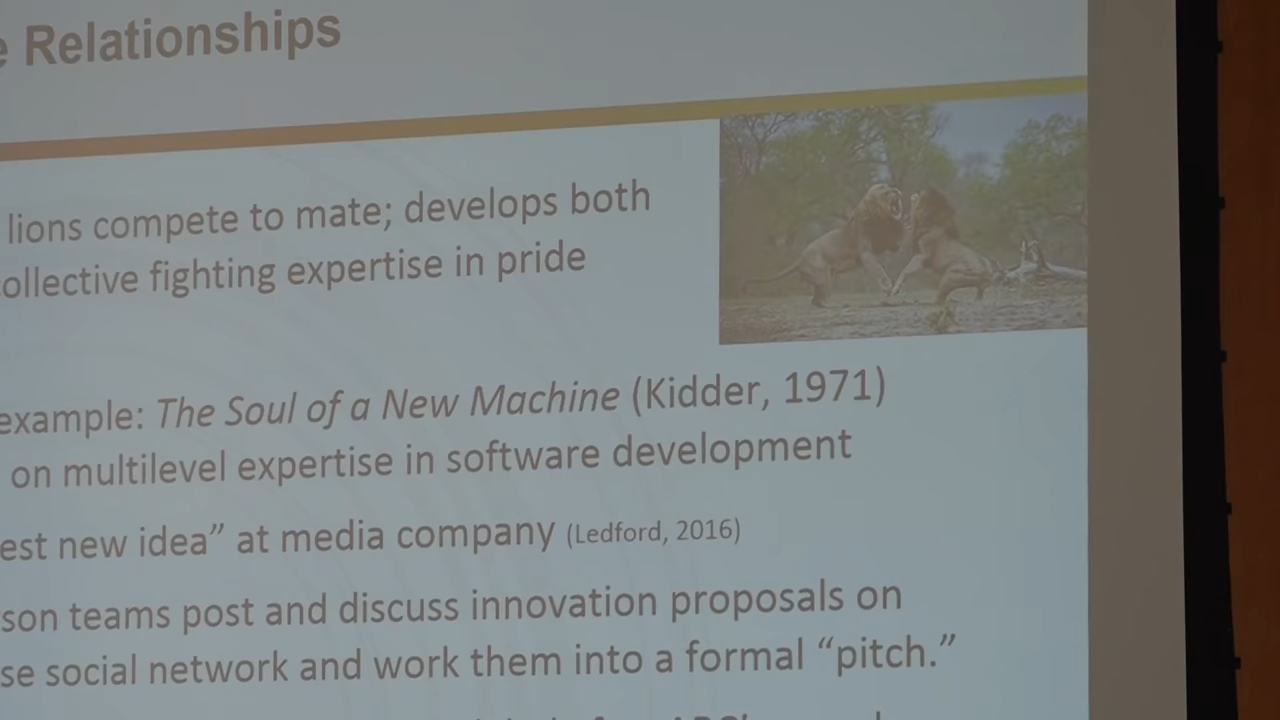 Relationships
lions compete to mate; develops both
collective fighting expertise in pride
example: The Soul of a New Machine (Kidder, 1971)
on multilevel expertise in software development
est new idea” at media company (Ledford, 2016)
son teams post and discuss innovation proposals on
se social network and work them into a formal “pitch.”